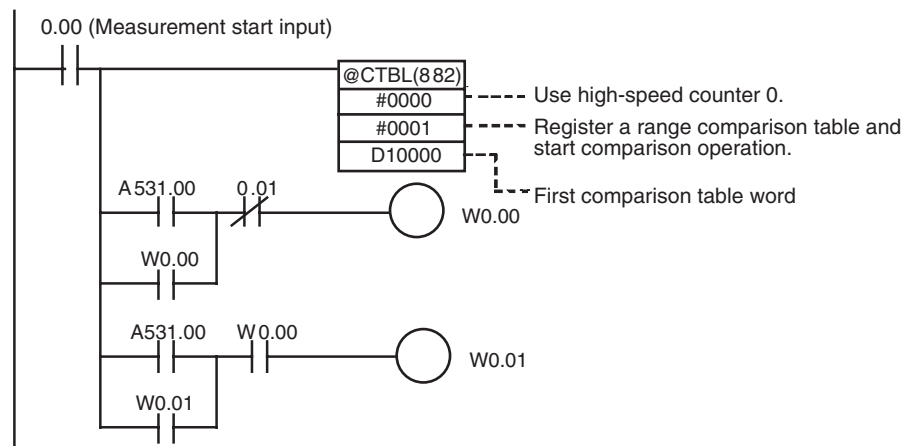 0.00 (Measurement start input)
@CTBL(882)
#0000
Use high-speed counter 0.
#0001
Register a range comparison table and
start comparison operation.
D10000
First comparison table word
A531.00
0.01
W0.00
W0.00
A531.00
W0.00
W0.01
W0.01